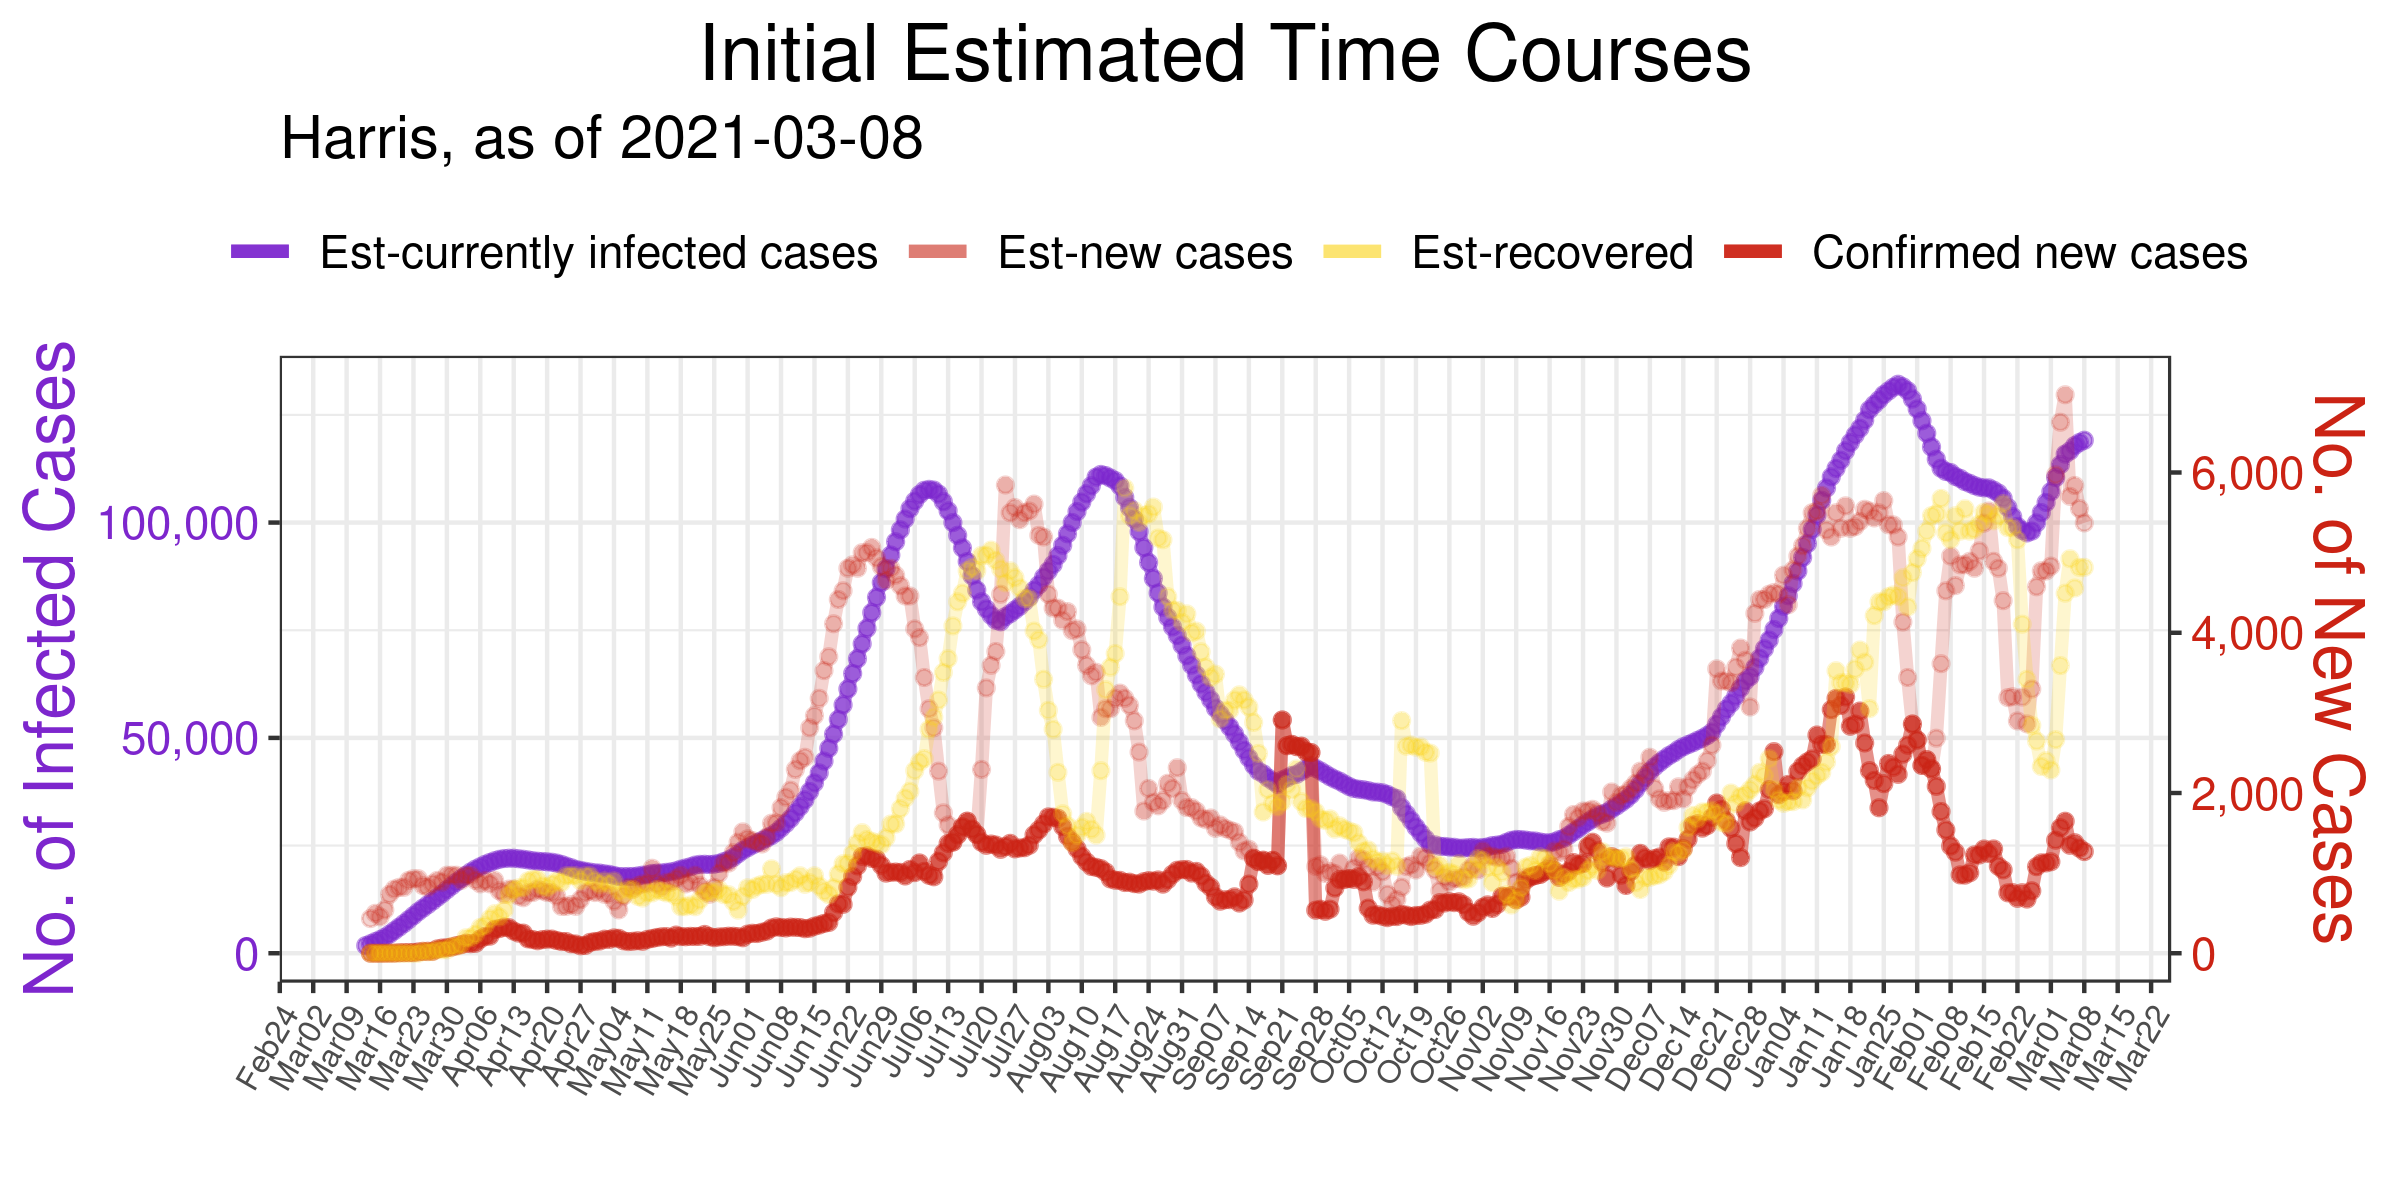 Initial Estimated Time Courses
Harris, as of 2021-03-08
Est-currently infected cases Est-new cases Est-recovered Confirmed new cases
No. of Infected Cases
100,000
50,000
0
6,000
4,000
2,000
0
No. of New Cases
Feb24 Mar02 Mar09 Mar16 Mar23 Mar30 Apr06 Apr13 Apr20 Apr27 May04 May11 May18 May25 Jun01 Jun08 Jun15 Jun22 Jun29 Jul06 Jul13 Jul20 Jul27 Aug03 Aug10 Aug17 Aug24 Aug31 Sep07 Sep14 Sep21 Sep28 Oct05 Oct12 Oct19 Oct26 Nov02 Nov09 Nov16 Nov23 Nov30 Dec07 Dec14 Dec21 Dec28 Jan04 Jan11 Jan18 Jan25 Feb01 Feb08 Feb15 Feb22 Mar01 Mar08 Mar15 Mar22